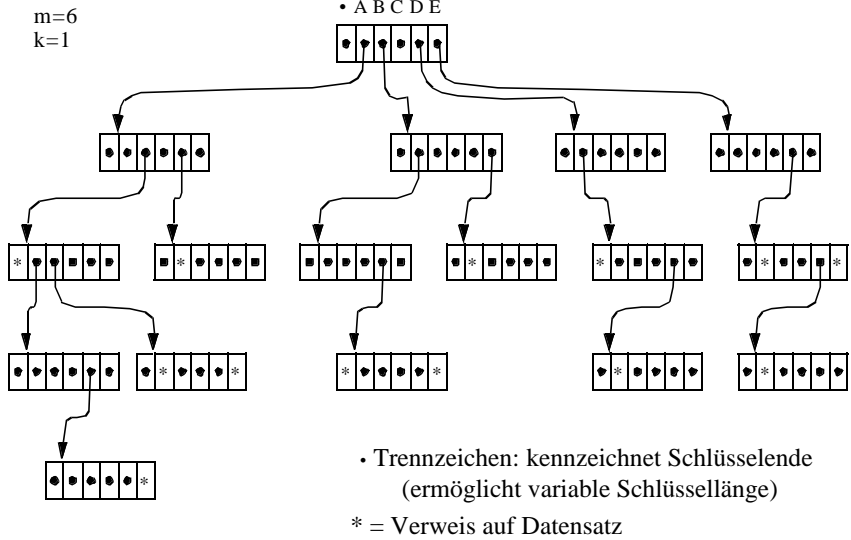 m=6
k=1
• A B C D E
* *
* * * *
* * * * * *
*
• Trennzeichen: kennzeichnet Schlüsselende
(ermöglicht variable Schlüssellänge)
* = Verweis auf Datensatz